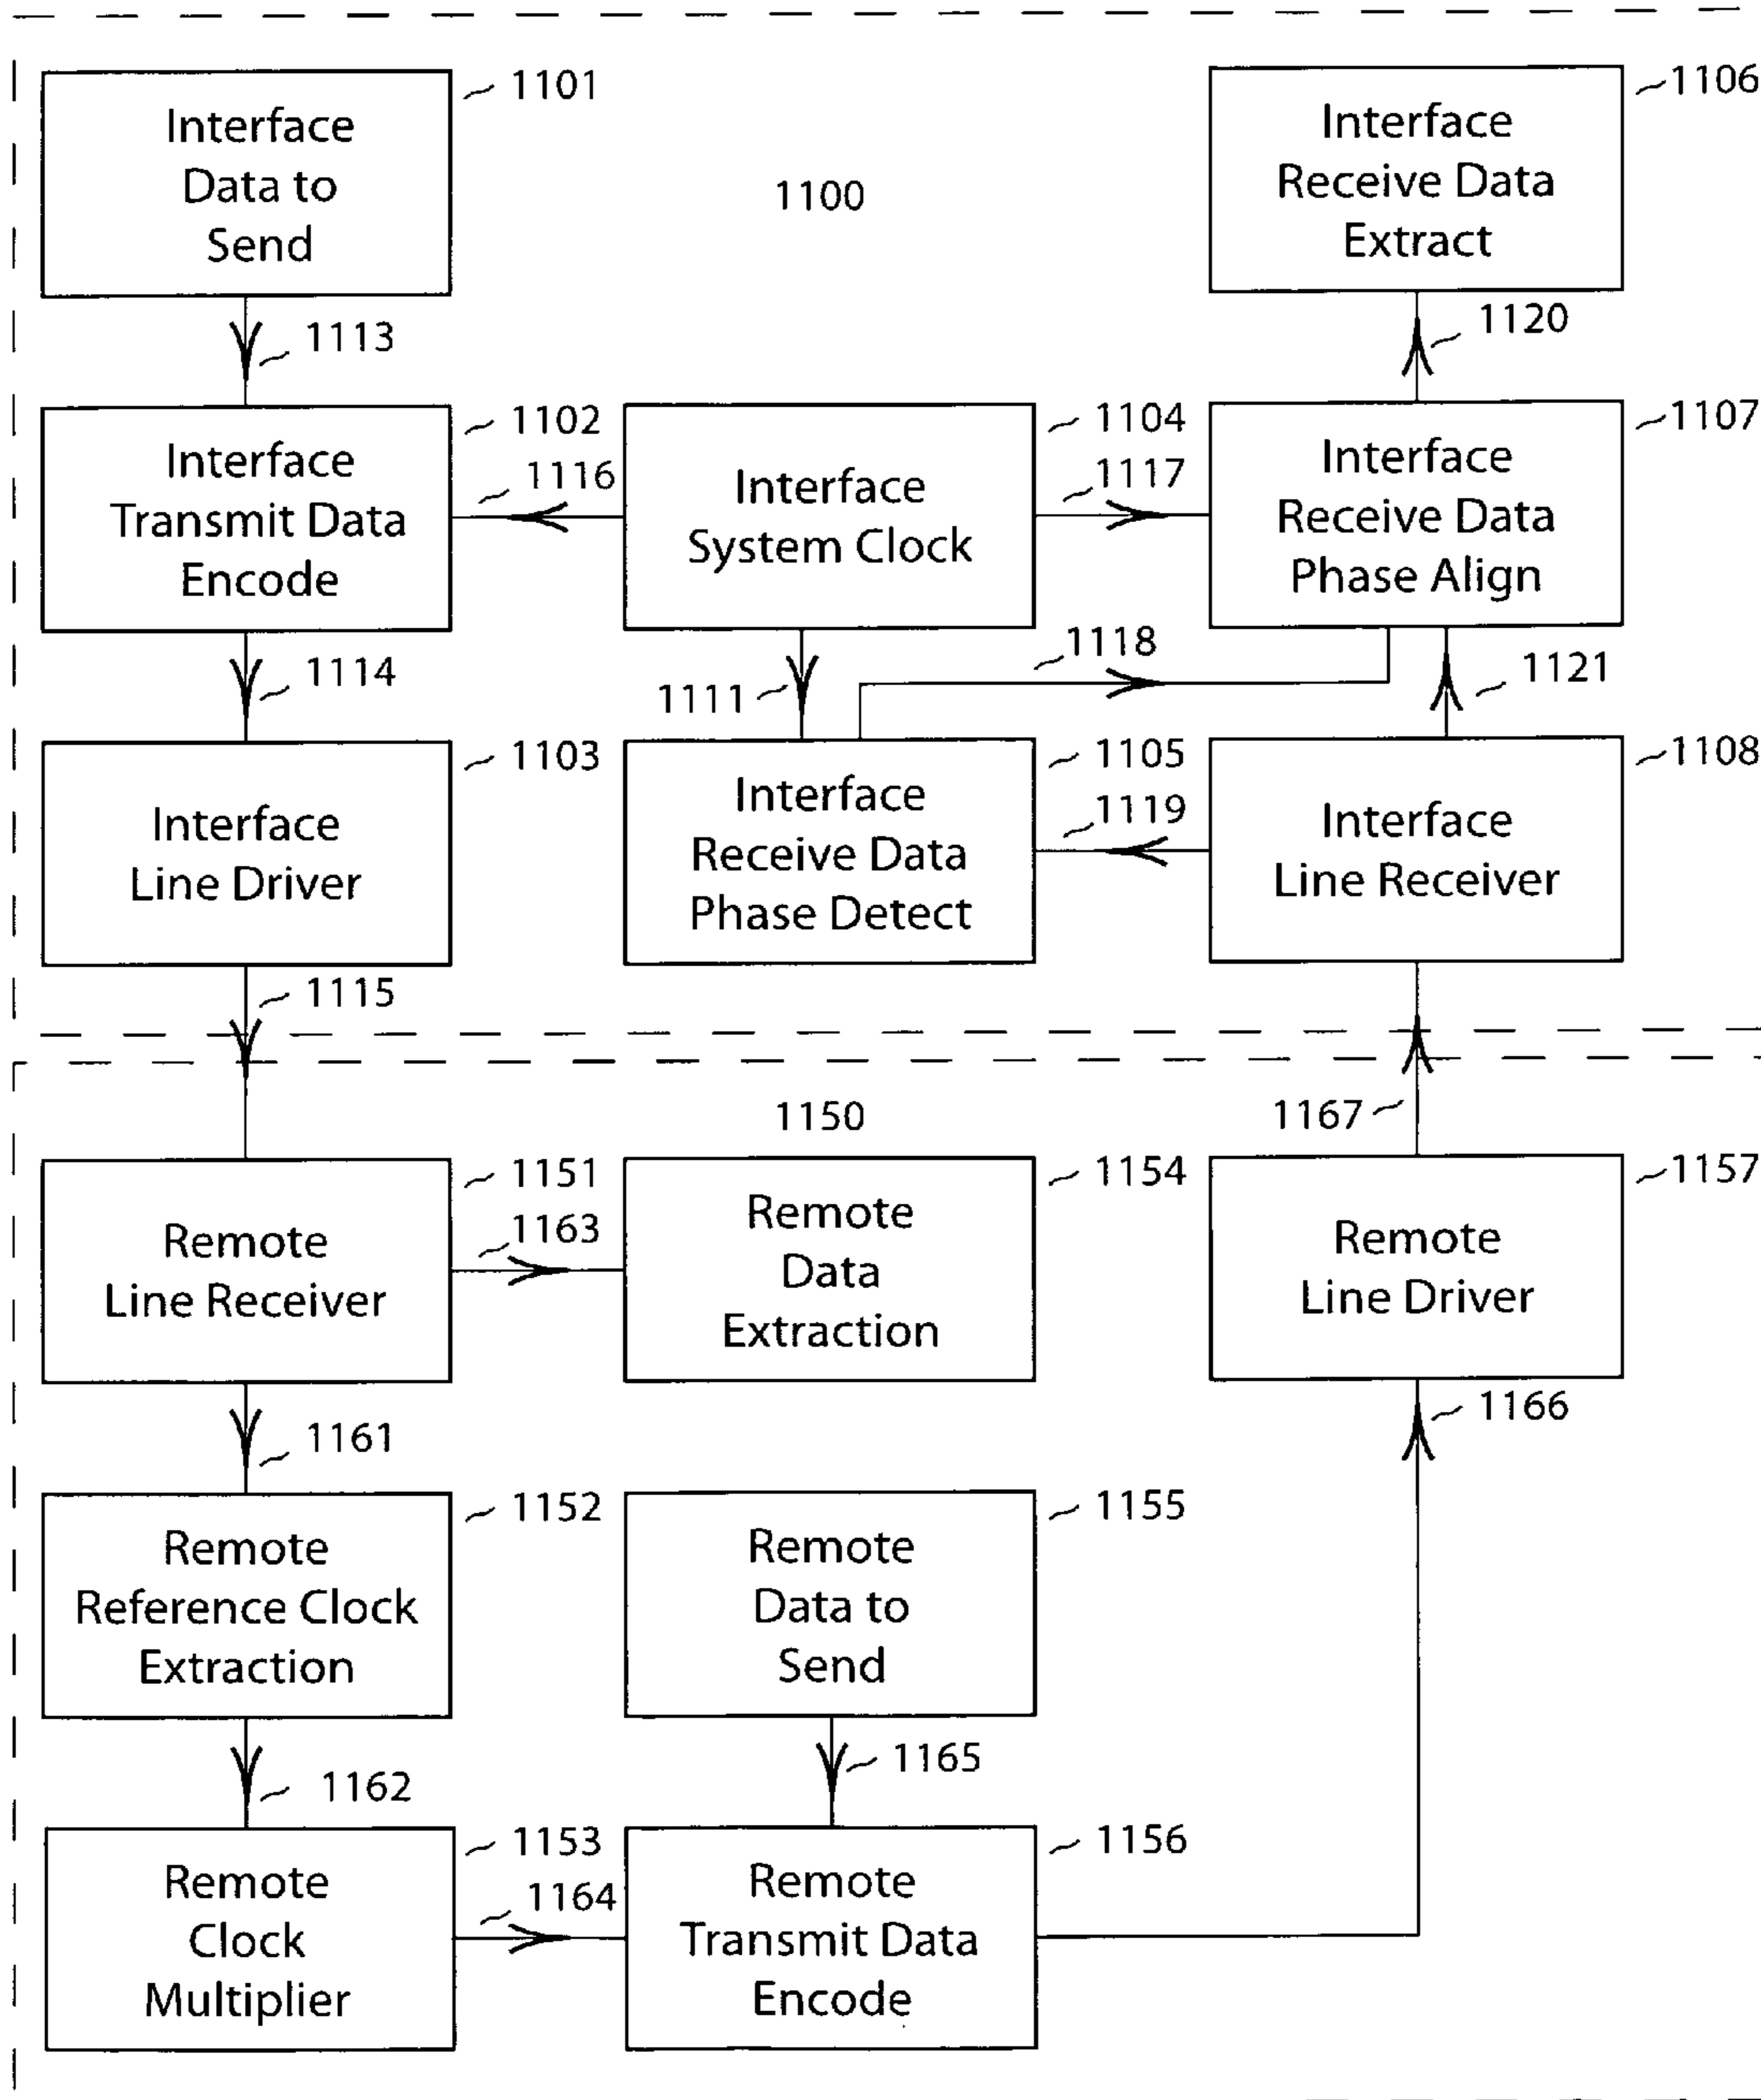 Interface
Data to
Send
1101
1100
Interface
Receive Data
Extract
1106
1113
1120
Interface
Transmit Data
Encode
1102
1116
Interface
System Clock
1104
1117
Interface
Receive Data
Phase Align
1107
1114
1111
1118
1121
Interface
Line Driver
1103
Interface
Receive Data
Phase Detect
1105
1119
Interface
Line Receiver
1108
1115
1150
1167
Remote
Line Receiver
1151
1163
Remote
Data
Extraction
1154
Remote
Line Driver
1157
1161
1166
Remote
Reference Clock
Extraction
1152
Remote
Data to
Send
1155
1162
1165
Remote
Clock
Multiplier
1153
1164
Remote
Transmit Data
Encode
1156